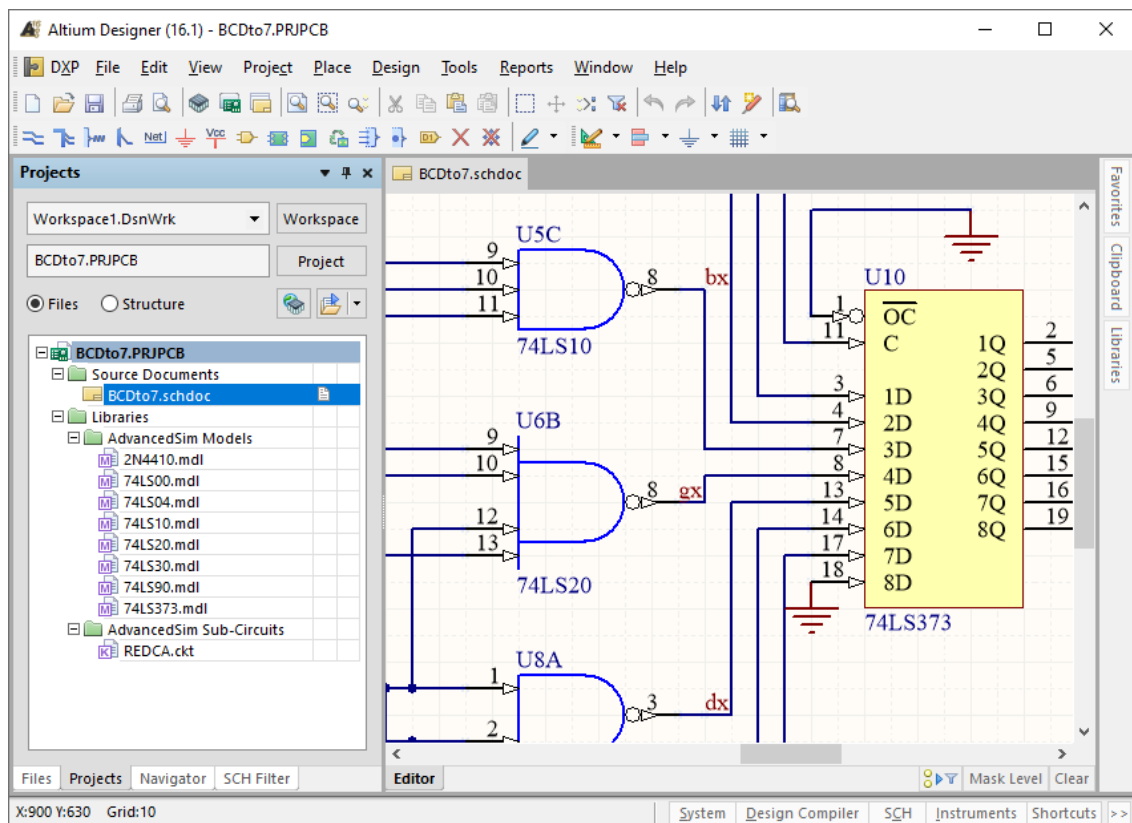 Altium Designer (16.1) - BCDto7.PRJPCB
DXP File Edit View Project Place Design Tools Reports Window Help
Net Vcc D1
Projects
Workspace1.DsnWrk Workspace
BCDto7.PRJPCB Project
Files Structure
BCDto7.PRJPCB
Source Documents
BCDto7.schdoc
Libraries
AdvancedSim Models
2N4410.mdl
74LS00.mdl
74LS04.mdl
74LS10.mdl
74LS20.mdl
74LS30.mdl
74LS90.mdl
74LS373.mdl
AdvancedSim Sub-Circuits
REDCA.ckt
Files Projects Navigator SCH Filter
BCDto7.schdoc
U5C
9
10
11
8 bx
74LS10
U6B
9
10
12
13
8 gx
74LS20
U8A
1
2
3 dx
U10
1 OC
11 C
3 1D
4 2D
7 3D
8 4D
13 5D
14 6D
17 7D
18 8D
1Q 2
2Q 5
3Q 6
4Q 9
5Q 12
6Q 15
7Q 16
8Q 19
74LS373
Favorites
Clipboard
Libraries
Editor Mask Level Clear
X:900 Y:630 Grid:10 System Design Compiler SCH Instruments Shortcuts >>